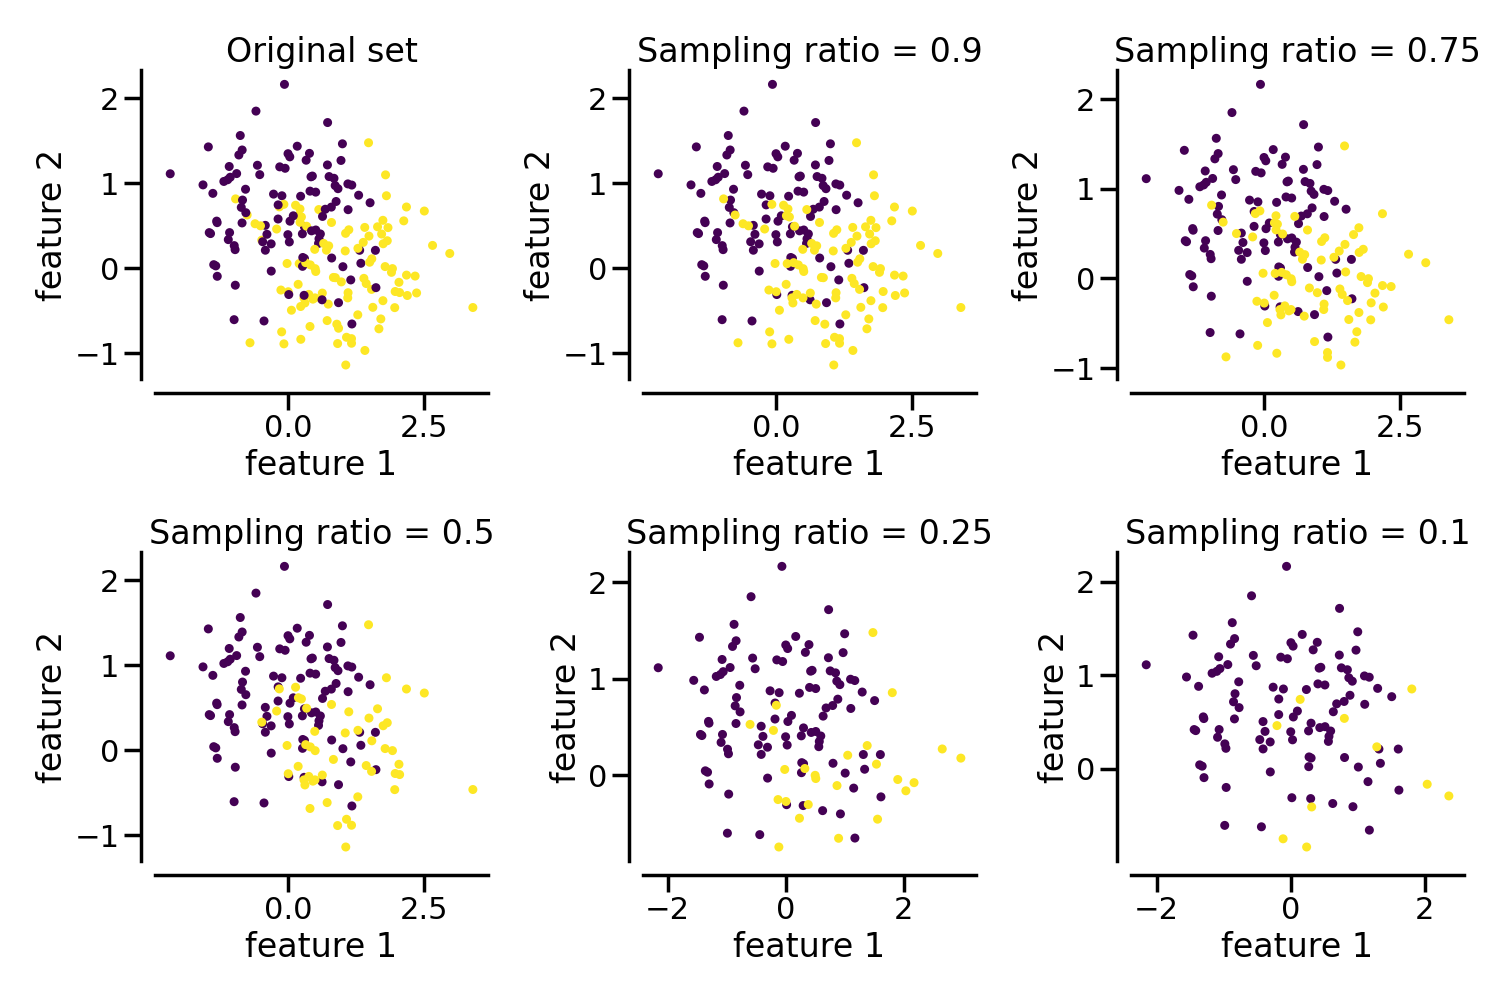 Original set
2
1
0
−1
feature 2
0.0 2.5
feature 1
Sampling ratio = 0.9
2
1
0
−1
feature 2
0.0 2.5
feature 1
Sampling ratio = 0.75
2
1
0
−1
feature 2
0.0 2.5
feature 1
Sampling ratio = 0.5
2
1
0
−1
feature 2
0.0 2.5
feature 1
Sampling ratio = 0.25
2
1
0
feature 2
−2 0 2
feature 1
Sampling ratio = 0.1
2
1
0
feature 2
−2 0 2
feature 1